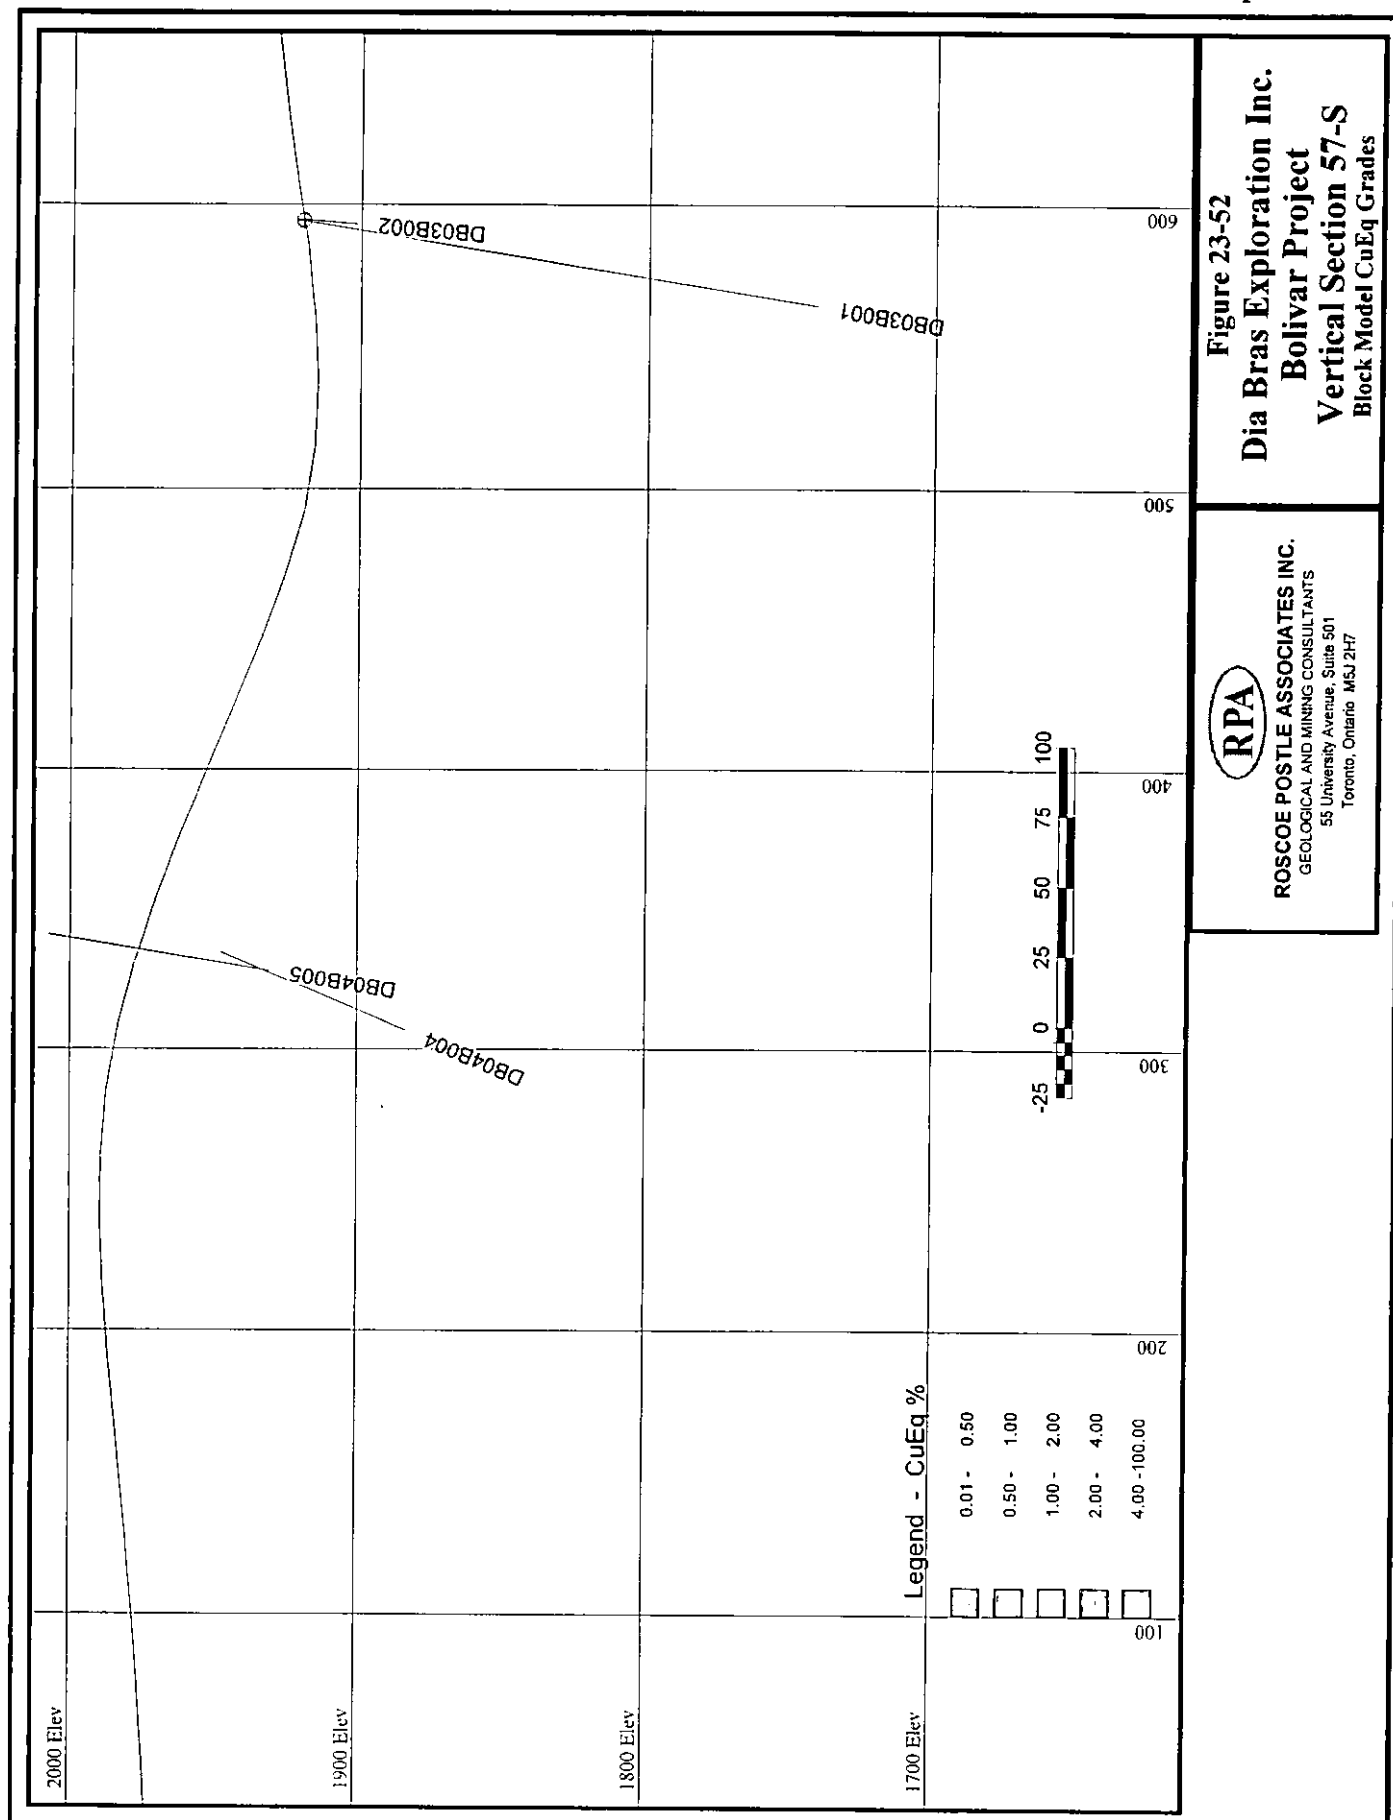 2000 Elev
1900 Elev
1800 Elev
1700 Elev
DB04B005
DB04B004
DB03B002
DB03B001
100
200
300
400
500
600
Legend - CuEq %
0.01 - 0.50
0.50 - 1.00
1.00 - 2.00
2.00 - 4.00
4.00 -100.00
-25 0 25 50 75 100
RPA
ROSCOE POSTLE ASSOCIATES INC.
GEOLOGICAL AND MINING CONSULTANTS
55 University Avenue, Suite 501
Toronto, Ontario M5J 2H7
Figure 23-52
Dia Bras Exploration Inc.
Bolivar Project
Vertical Section 57-S
Block Model CuEq Grades